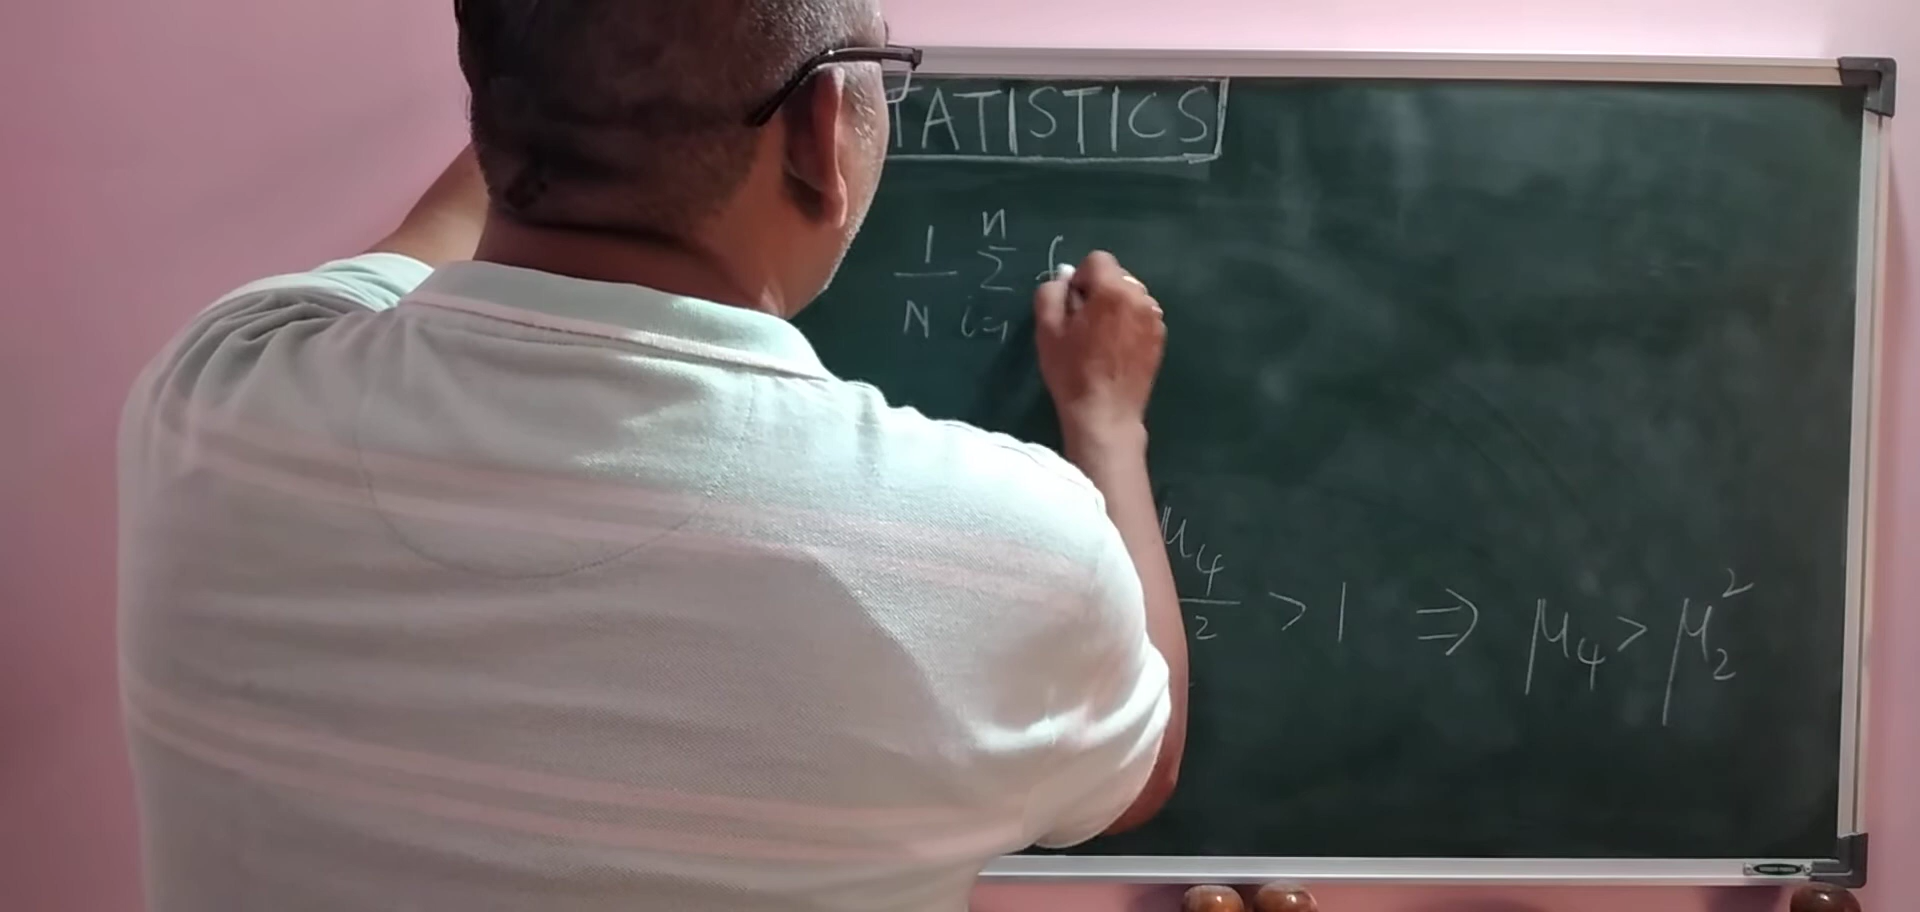 TATISTICS
1/N n Σ i=1 f
μ4/2 > 1 ⇒ μ4 > μ2²